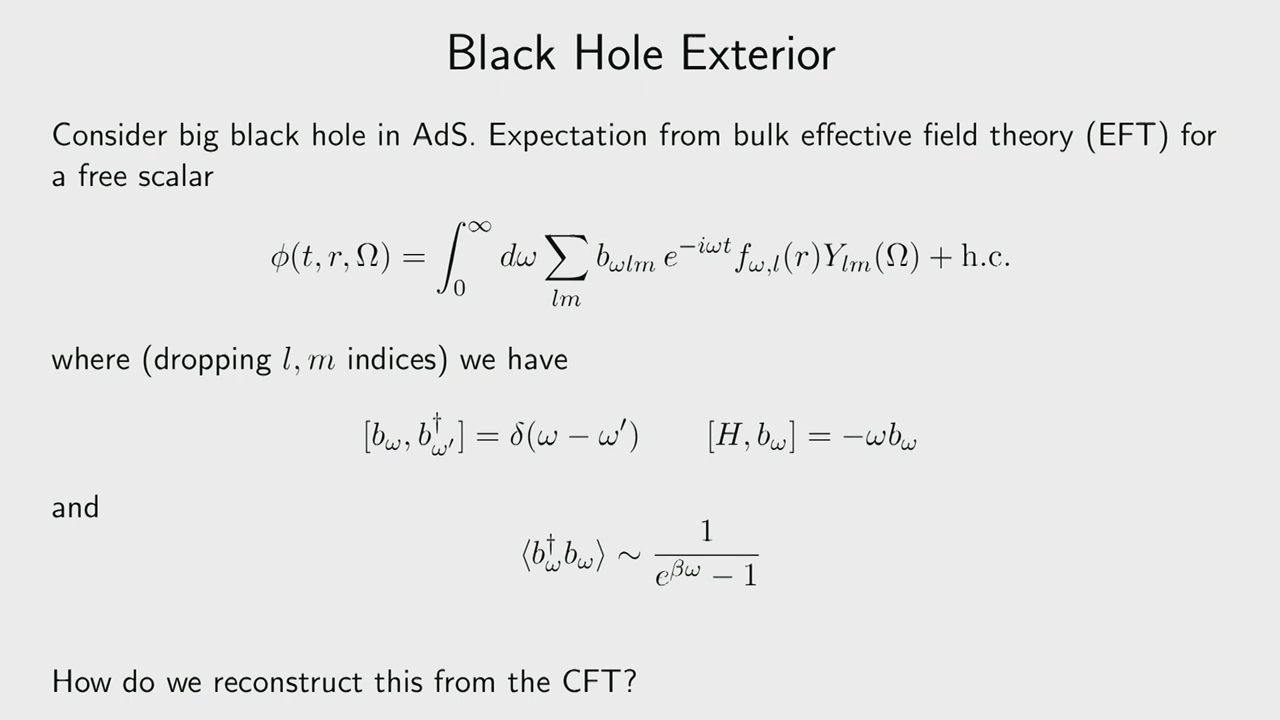 Black Hole Exterior
Consider big black hole in AdS. Expectation from bulk effective field theory (EFT) for
a free scalar
ϕ(t, r, Ω) = ∫₀^∞ dω ∑_{lm} b_{ωlm} e^{−iωt} f_{ω,l}(r)Y_{lm}(Ω) + h.c.
where (dropping l, m indices) we have
[b_ω, b†_{ω′}] = δ(ω − ω′) [H, b_ω] = −ωb_ω
and
⟨b†_ω b_ω⟩ ∼ 1 / (e^{βω} − 1)
How do we reconstruct this from the CFT?